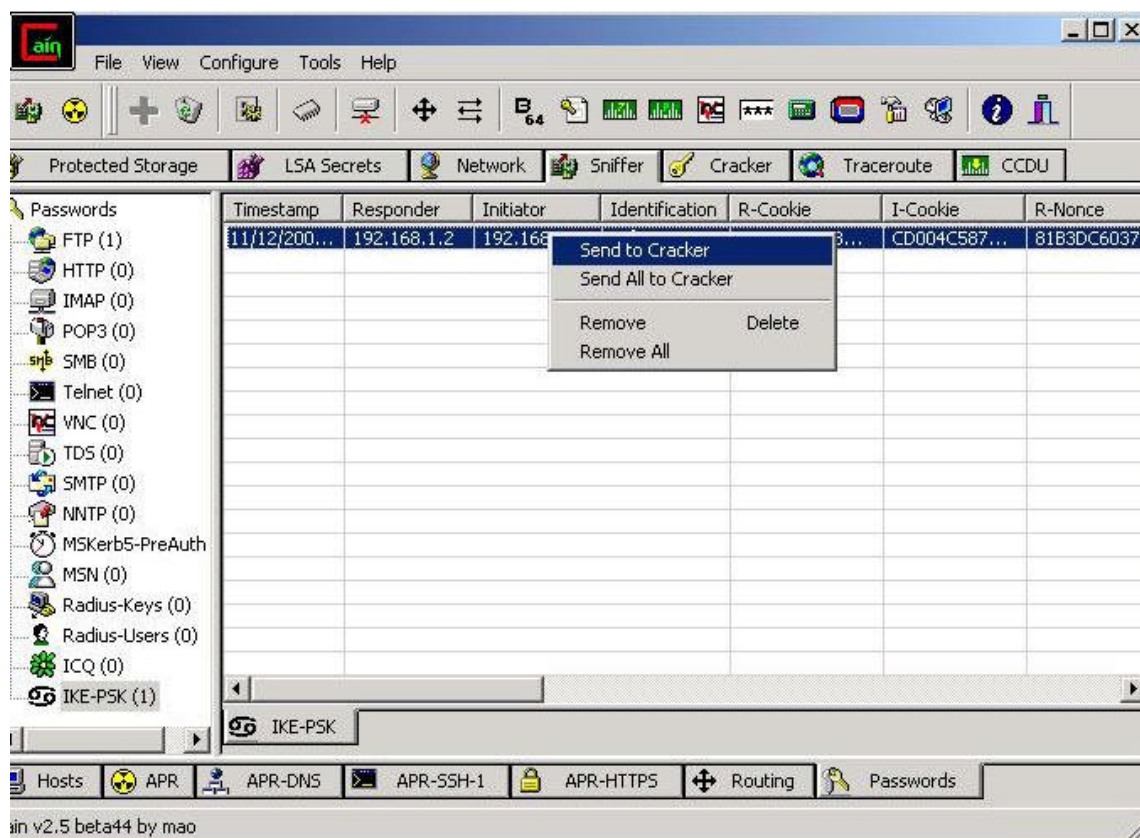 Cain
File View Configure Tools Help
B 64
***
Protected Storage LSA Secrets Network Sniffer Cracker Traceroute CCDU
Passwords
FTP (1)
HTTP (0)
IMAP (0)
POP3 (0)
SMB (0)
Telnet (0)
VNC (0)
TDS (0)
SMTP (0)
NNTP (0)
MSKerb5-PreAuth
MSN (0)
Radius-Keys (0)
Radius-Users (0)
ICQ (0)
IKE-PSK (1)
Timestamp Responder Initiator Identification R-Cookie I-Cookie R-Nonce
11/12/200... 192.168.1.2 192.168 3... CD004C587... 81B3DC6037
Send to Cracker
Send All to Cracker
Remove Delete
Remove All
IKE-PSK
Hosts APR APR-DNS APR-SSH-1 APR-HTTPS Routing Passwords
ain v2.5 beta44 by mao